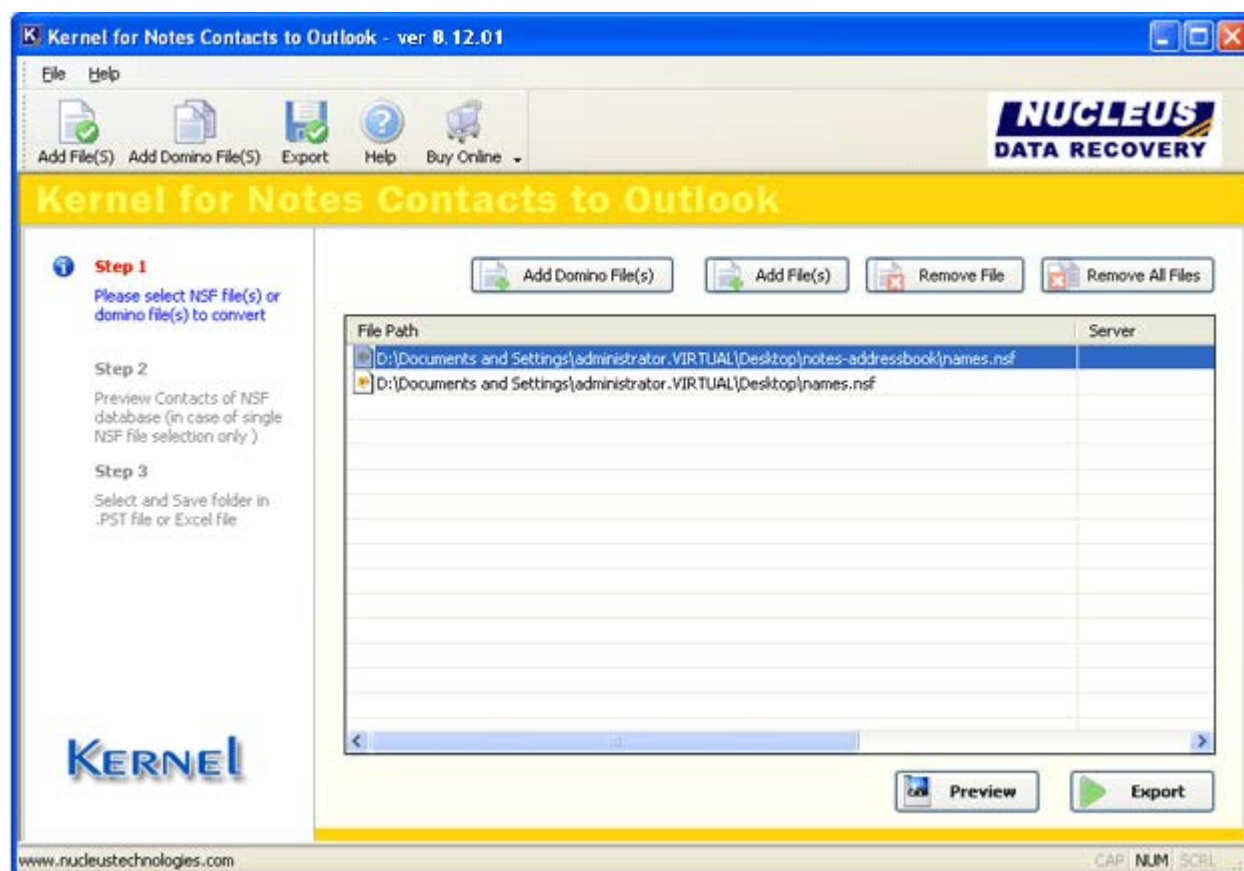 Kernel for Notes Contacts to Outlook - ver 8.12.01
File Help
Add File(S) Add Domino File(S) Export Help Buy Online
NUCLEUS
DATA RECOVERY
Kernel for Notes Contacts to Outlook
Step 1
Please select NSF file(s) or
domino file(s) to convert
Step 2
Preview Contacts of NSF
database (in case of single
NSF file selection only )
Step 3
Select and Save folder in
.PST file or Excel file
KERNEL
Add Domino File(s) Add File(s) Remove File Remove All Files
File Path Server
D:\Documents and Settings\administrator.VIRTUAL\Desktop\notes-addressbook\names.nsf
D:\Documents and Settings\administrator.VIRTUAL\Desktop\names.nsf
Preview Export
www.nucleustechnologies.com CAP NUM SCRL